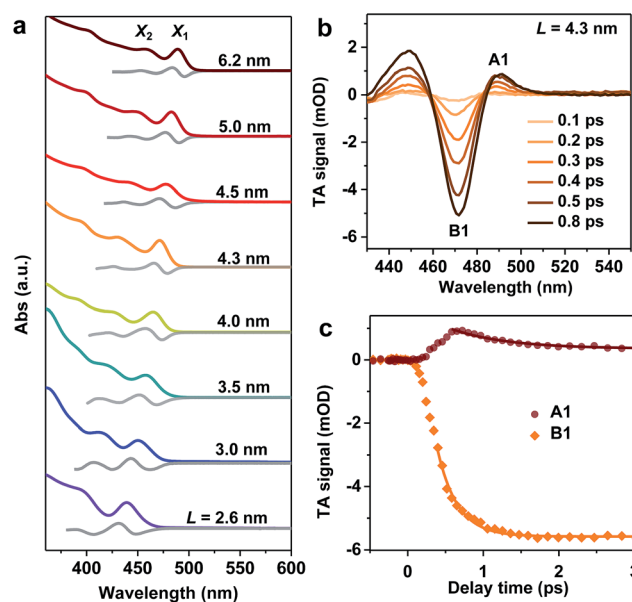 a
X₂ X₁
6.2 nm
5.0 nm
4.5 nm
4.3 nm
4.0 nm
3.5 nm
3.0 nm
L = 2.6 nm
Abs (a.u.)
400 450 500 550 600
Wavelength (nm)
b
L = 4.3 nm
A1
B1
0.1 ps
0.2 ps
0.3 ps
0.4 ps
0.5 ps
0.8 ps
TA signal (mOD)
2
0
-2
-4
-6
440 460 480 500 520 540
Wavelength (nm)
c
A1
B1
TA signal (mOD)
2
0
-2
-4
-6
0 1 2 3
Delay time (ps)